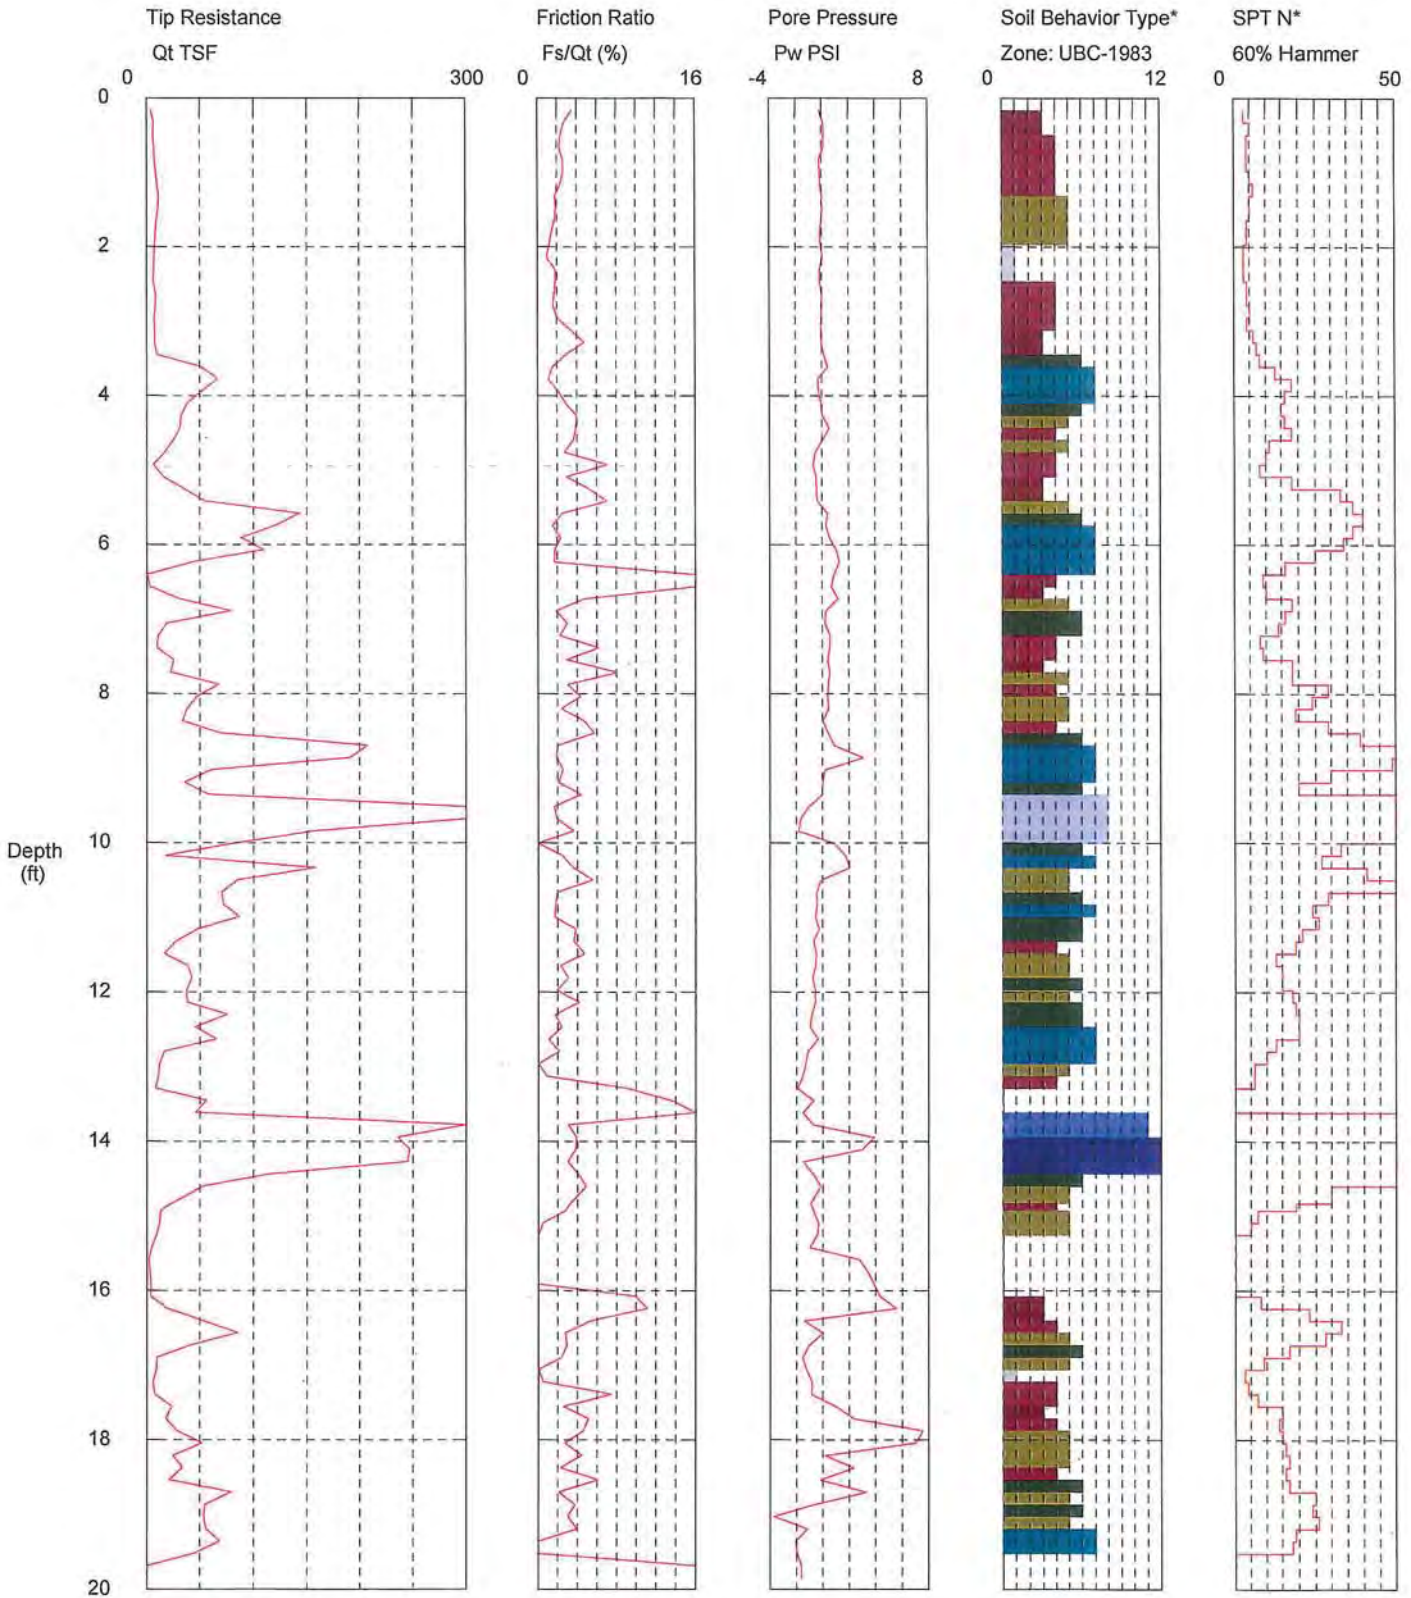 Tip Resistance Friction Ratio Pore Pressure Soil Behavior Type* SPT N*
Qt TSF Fs/Qt (%) Pw PSI Zone: UBC-1983 60% Hammer
0 300 0 16 -4 8 0 12 0 50
0
2
4
6
8
10
Depth
(ft)
12
14
16
18
20